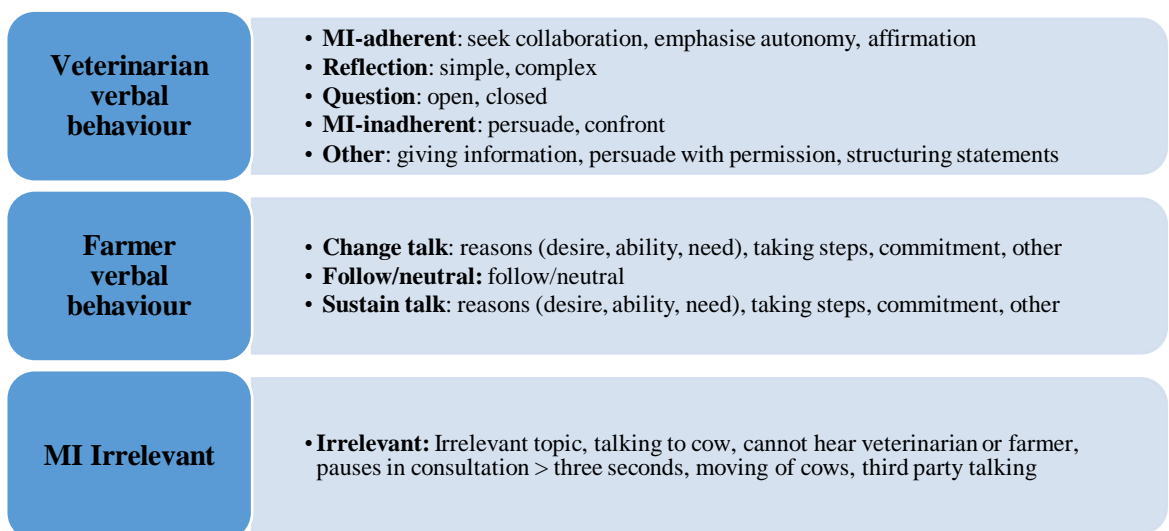 Veterinarian
verbal
behaviour
• MI-adherent: seek collaboration, emphasise autonomy, affirmation
• Reflection: simple, complex
• Question: open, closed
• MI-inadherent: persuade, confront
• Other: giving information, persuade with permission, structuring statements
Farmer
verbal
behaviour
• Change talk: reasons (desire, ability, need), taking steps, commitment, other
• Follow/neutral: follow/neutral
• Sustain talk: reasons (desire, ability, need), taking steps, commitment, other
MI Irrelevant
• Irrelevant: Irrelevant topic, talking to cow, cannot hear veterinarian or farmer,
pauses in consultation > three seconds, moving of cows, third party talking